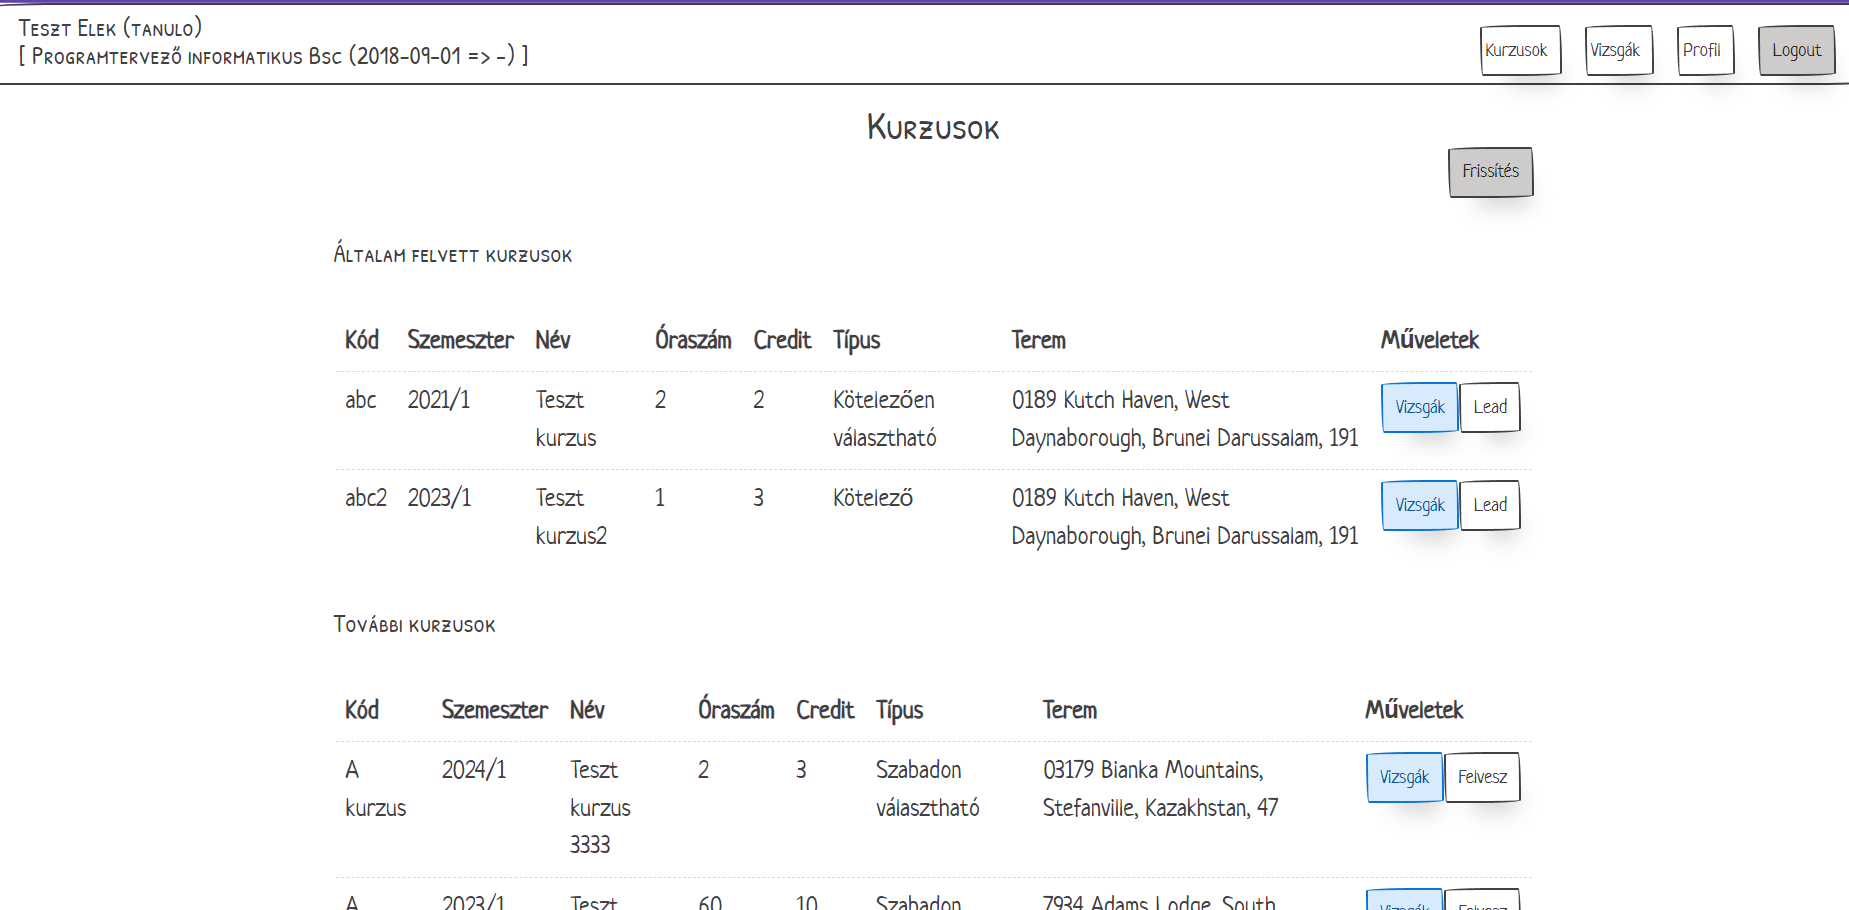 Teszt Elek (tanulo)
[ Programtervező informatikus Bsc (2018-09-01 => -) ]
Kurzusok Vizsgák Profil Logout
Kurzusok
Frissítés
Általam felvett kurzusok
Kód Szemeszter Név Óraszám Credit Típus Terem Műveletek
abc 2021/1 Teszt 2 2 Kötelezően 0189 Kutch Haven, West Vizsgák Lead
kurzus választható Daynaborough, Brunei Darussalam, 191
abc2 2023/1 Teszt 1 3 Kötelező 0189 Kutch Haven, West Vizsgák Lead
kurzus2 Daynaborough, Brunei Darussalam, 191
További kurzusok
Kód Szemeszter Név Óraszám Credit Típus Terem Műveletek
A 2024/1 Teszt 2 3 Szabadon 03179 Bianka Mountains, Vizsgák Felvesz
kurzus kurzus választható Stefanville, Kazakhstan, 47
3333
A 2023/1 Teszt 60 10 Szabadon 7934 Adams Lodge, South Vizsgák Felvesz